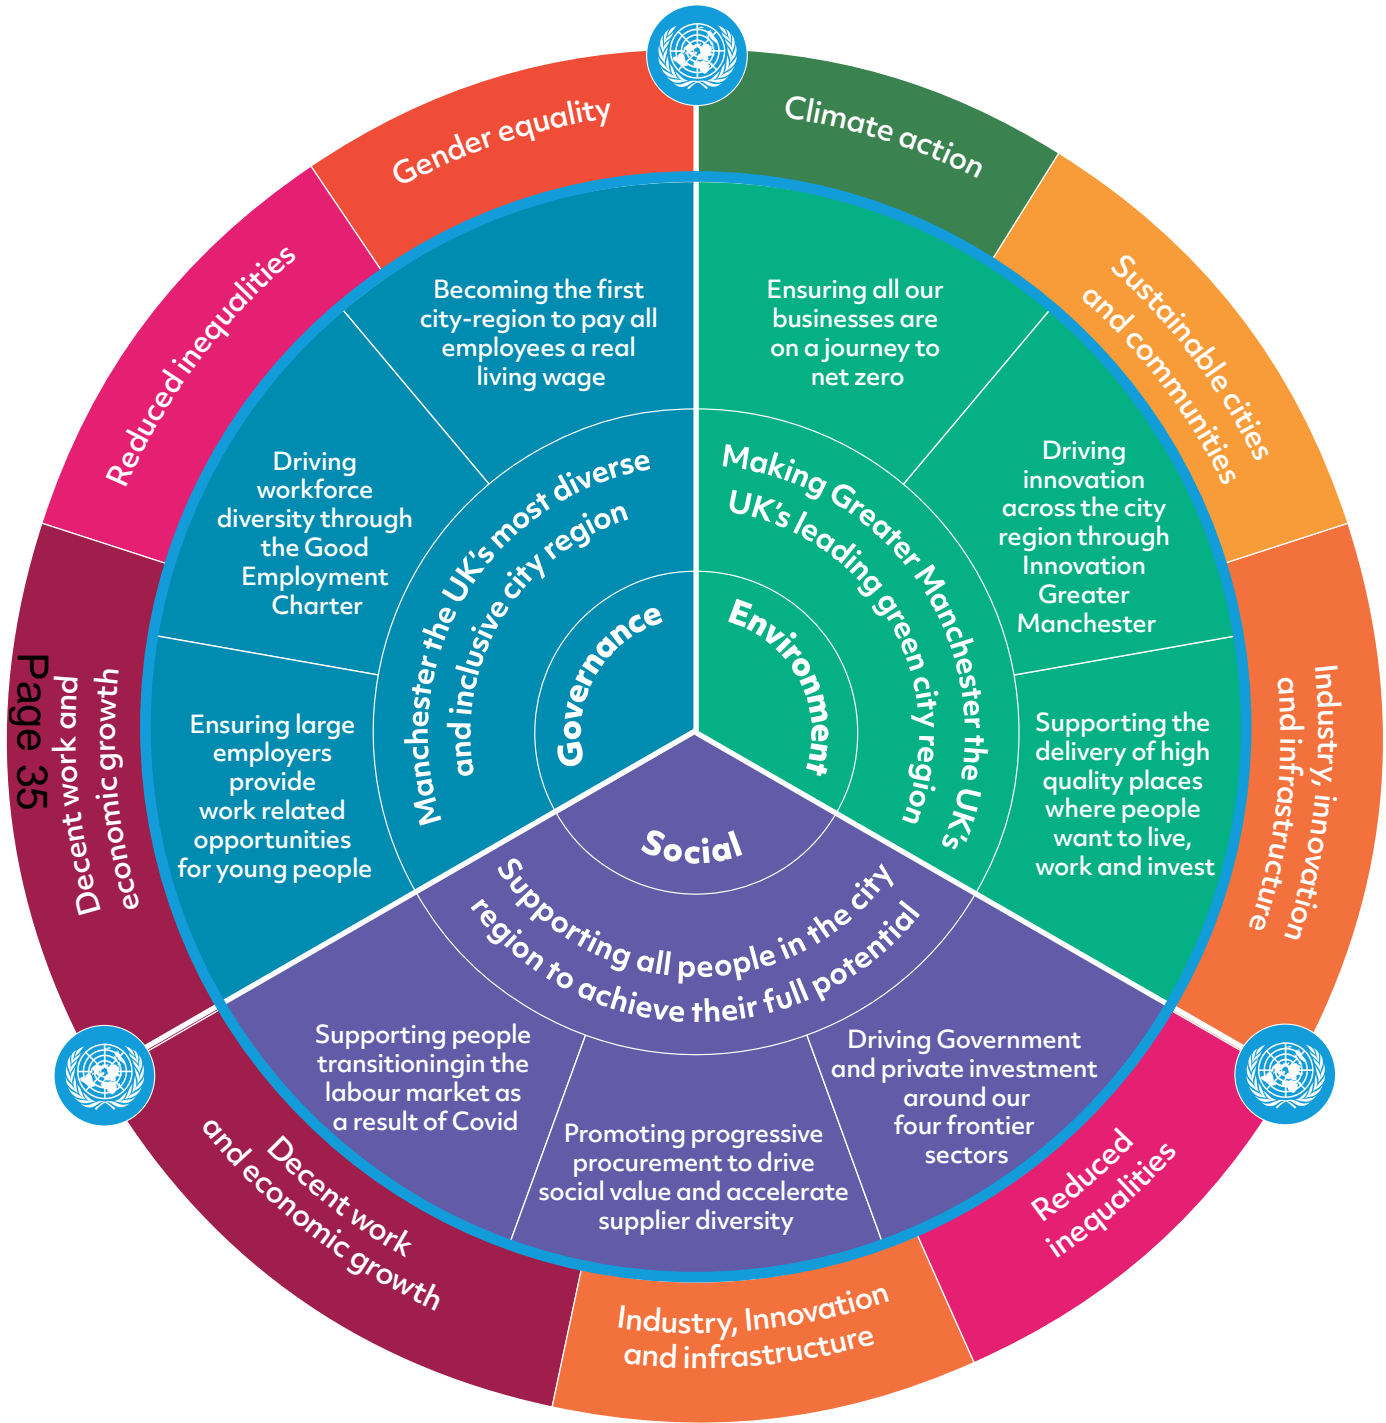 Gender equality
Climate action
Sustainable cities
and communities
Industry, innovation
and infrastructure
Reduced
inequalities
Industry, Innovation
and infrastructure
Decent work
and economic growth
Decent work and
economic growth
Page 35
Reduced inequalities
Becoming the first
city-region to pay all
employees a real
living wage
Ensuring all our
businesses are
on a journey to
net zero
Driving
innovation
across the city
region through
Innovation
Greater
Manchester
Supporting the
delivery of high
quality places
where people
want to live,
work and invest
Driving Government
and private investment
around our
four frontier
sectors
Promoting progressive
procurement to drive
social value and accelerate
supplier diversity
Supporting people
transitioningin the
labour market as
a result of Covid
Ensuring large
employers
provide
work related
opportunities
for young people
Driving
workforce
diversity through
the Good
Employment
Charter
Manchester the UK's most diverse
and inclusive city region
Making Greater Manchester the UK's
UK's leading green city region
Supporting all people in the city
region to achieve their full potential
Governance
Environment
Social